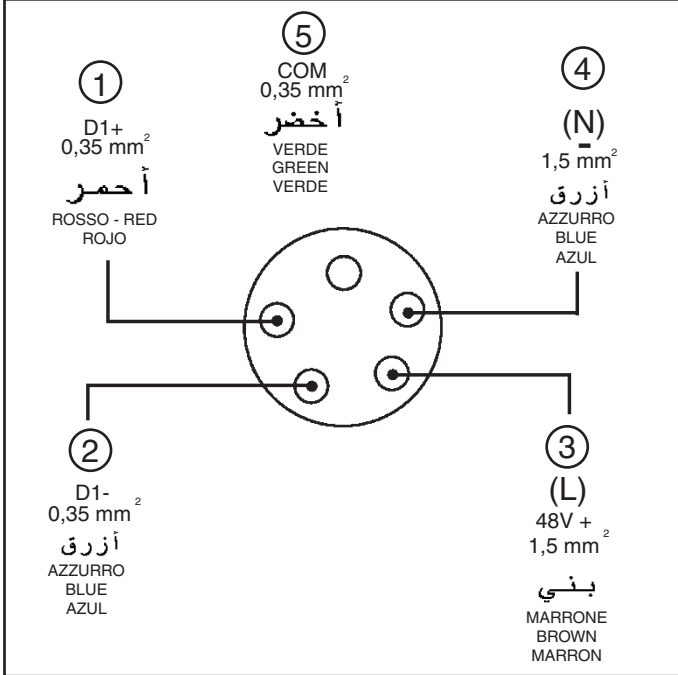 1
D1+
0,35 mm²
أحمر
ROSSO - RED
ROJO
5
COM
0,35 mm²
أخضر
VERDE
GREEN
VERDE
4
(N)
-
1,5 mm²
أزرق
AZZURRO
BLUE
AZUL
2
D1-
0,35 mm²
أزرق
AZZURRO
BLUE
AZUL
3
(L)
48V +
1,5 mm²
بني
MARRONE
BROWN
MARRON